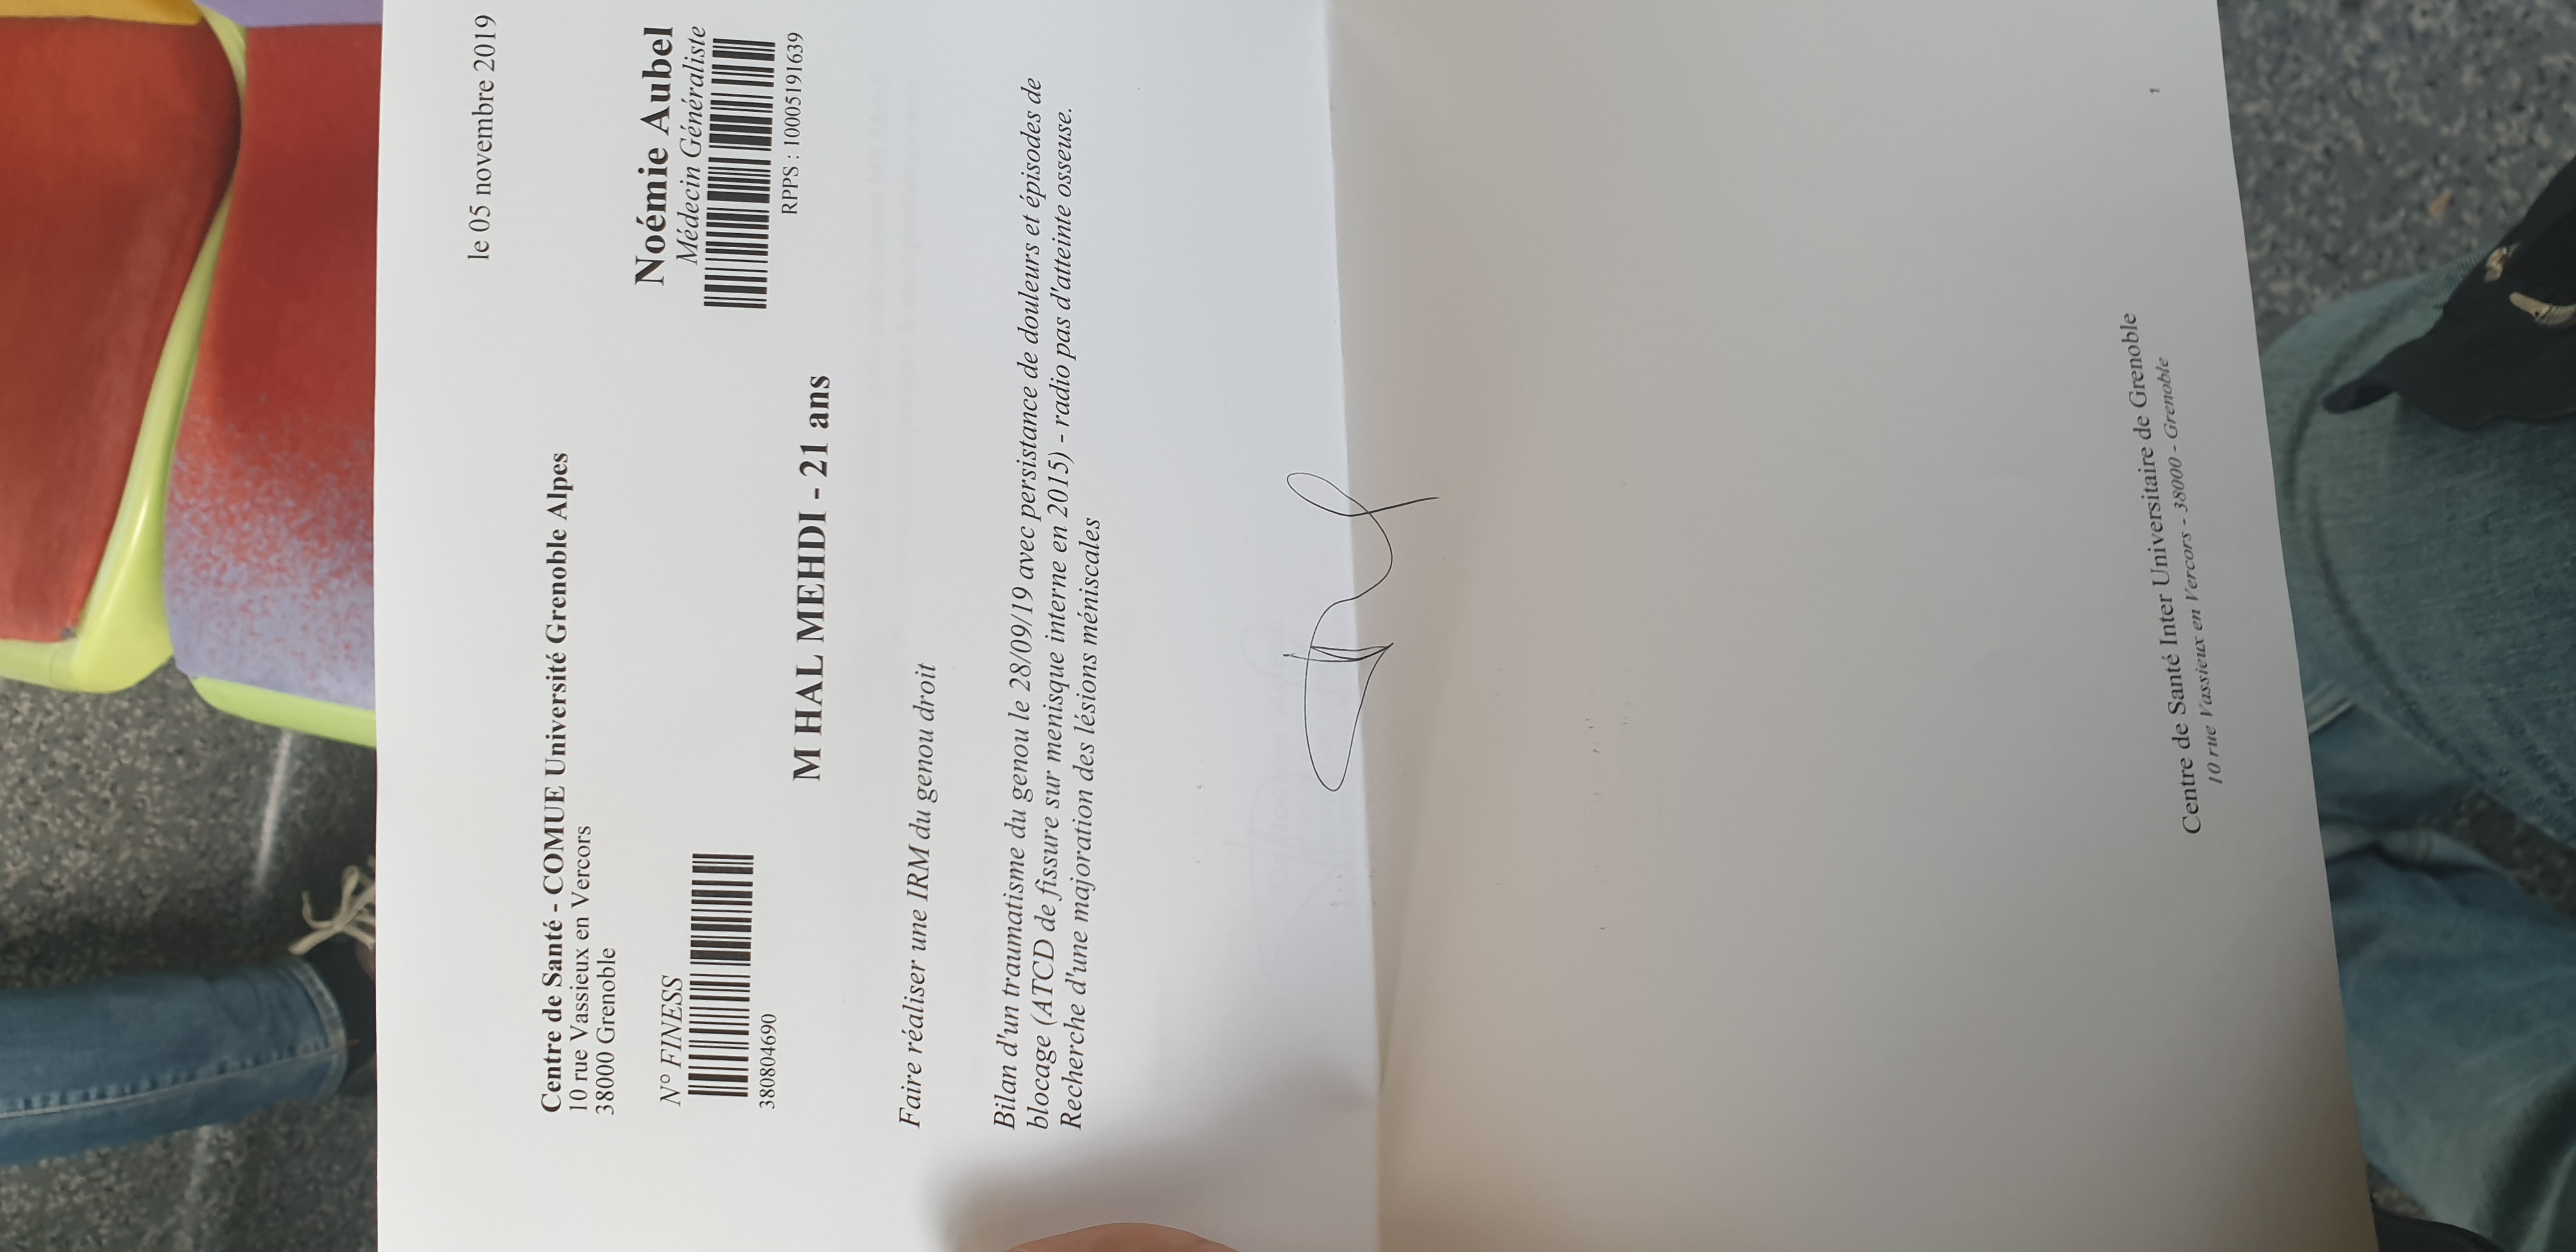 le 05 novembre 2019
Centre de Santé - COMUE Université Grenoble Alpes
10 rue Vassieux en Vercors
38000 Grenoble
Noémie Aubel
N° FINESS
Médecin Généraliste
380804690
RPPS : 10005191639
M HAL MEHDI - 21 ans
Faire réaliser une IRM du genou droit
Bilan d'un traumatisme du genou le 28/09/19 avec persistance de douleurs et épisodes de
blocage (ATCD de fissure sur menisque interne en 2015) - radio pas d'atteinte osseuse.
Recherche d'une majoration des lésions méniscales
Centre de Santé Inter Universitaire de Grenoble
10 rue Vassieux en Vercors - 38000 - Grenoble
1